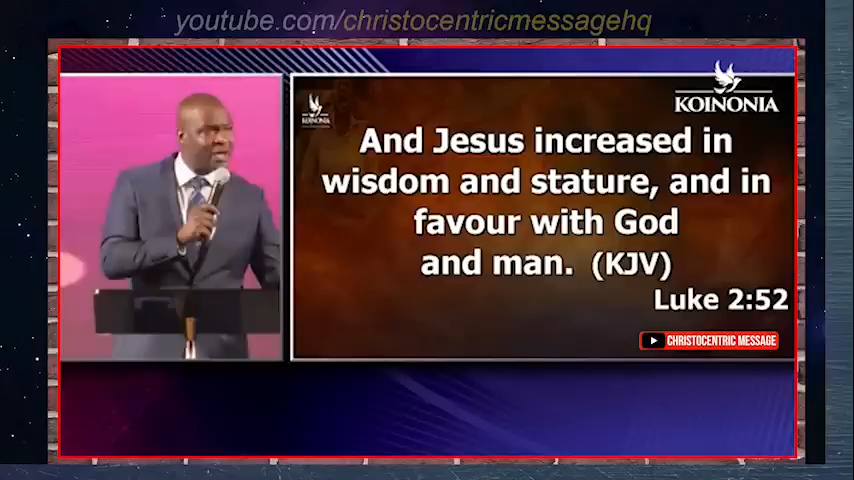 youtube.com/christocentricmessagehq
KOINONIA
KOINONIA
And Jesus increased in
wisdom and stature, and in
favour with God
and man. (KJV)
Luke 2:52
CHRISTOCENTRIC MESSAGE